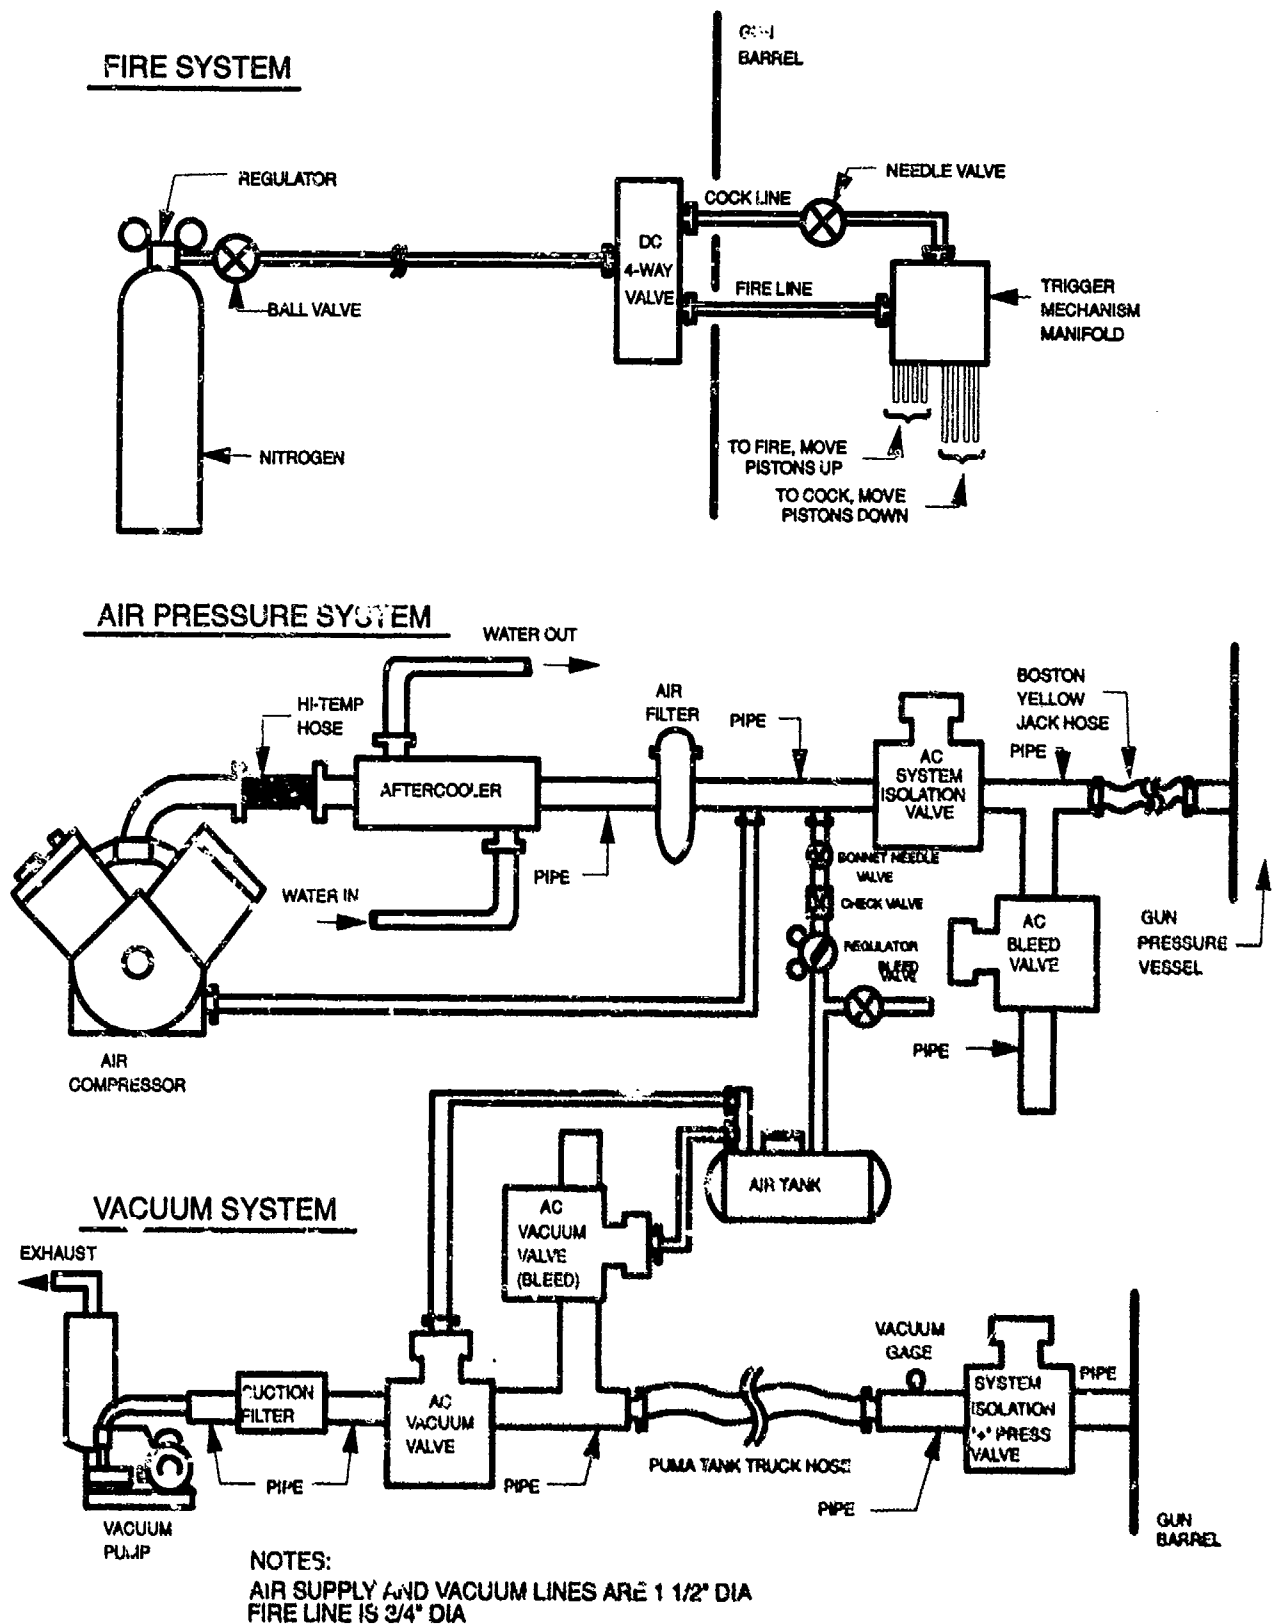 FIRE SYSTEM
GUN
BARREL
REGULATOR
NEEDLE VALVE
COCK LINE
DC
4-WAY
VALVE
BALL VALVE
FIRE LINE
TRIGGER
MECHANISM
MANIFOLD
NITROGEN
TO FIRE, MOVE
PISTONS UP
TO COCK, MOVE
PISTONS DOWN
AIR PRESSURE SYSTEM
WATER OUT
HI-TEMP
HOSE
AIR
FILTER
PIPE
BOSTON
YELLOW
JACK HOSE
PIPE
AFTERCOOLER
AC
SYSTEM
ISOLATION
VALVE
WATER IN
PIPE
BONNET NEEDLE
VALVE
CHECK VALVE
REGULATOR
BLEED
VALVE
AC
BLEED
VALVE
GUN
PRESSURE
VESSEL
PIPE
AIR
COMPRESSOR
AIR TANK
VACUUM SYSTEM
EXHAUST
AC
VACUUM
VALVE
(BLEED)
SUCTION
FILTER
AC
VACUUM
VALVE
VACUUM
GAGE
SYSTEM
ISOLATION
"+" PRESS
VALVE
PIPE
PIPE
PIPE
PUMA TANK TRUCK HOSE
PIPE
VACUUM
PUMP
GUN
BARREL
NOTES:
AIR SUPPLY AND VACUUM LINES ARE 1 1/2" DIA
FIRE LINE IS 3/4" DIA